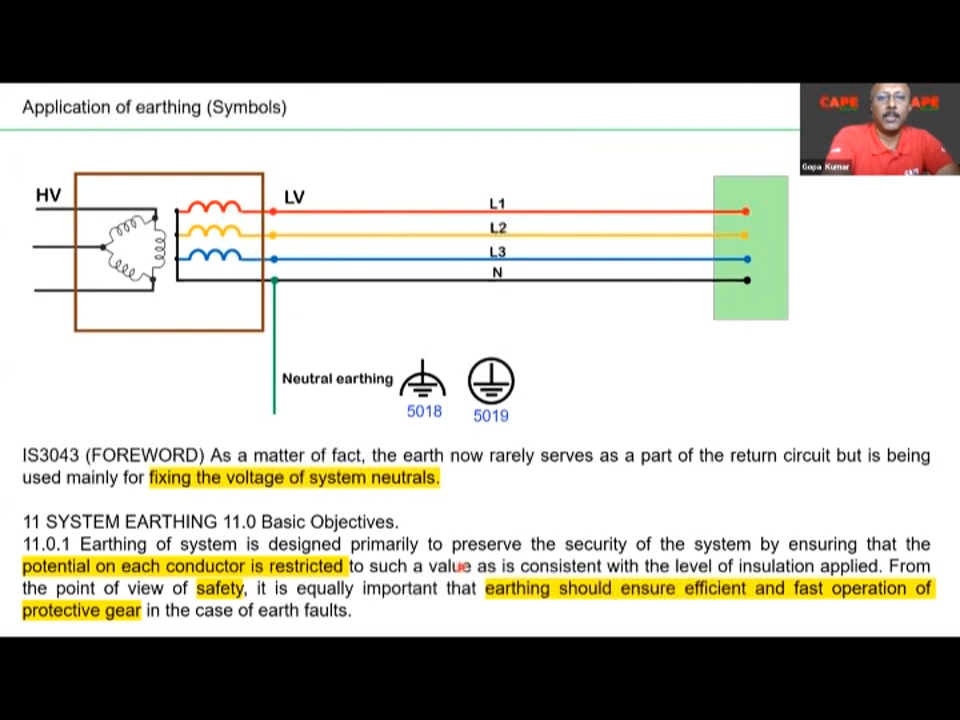 Application of earthing (Symbols)
CAPE
APE
Gopa Kumar
HV
LV
L1
L2
L3
N
Neutral earthing
5018
5019
IS3043 (FOREWORD) As a matter of fact, the earth now rarely serves as a part of the return circuit but is being
used mainly for fixing the voltage of system neutrals.
11 SYSTEM EARTHING 11.0 Basic Objectives.
11.0.1 Earthing of system is designed primarily to preserve the security of the system by ensuring that the
potential on each conductor is restricted to such a value as is consistent with the level of insulation applied. From
the point of view of safety, it is equally important that earthing should ensure efficient and fast operation of
protective gear in the case of earth faults.